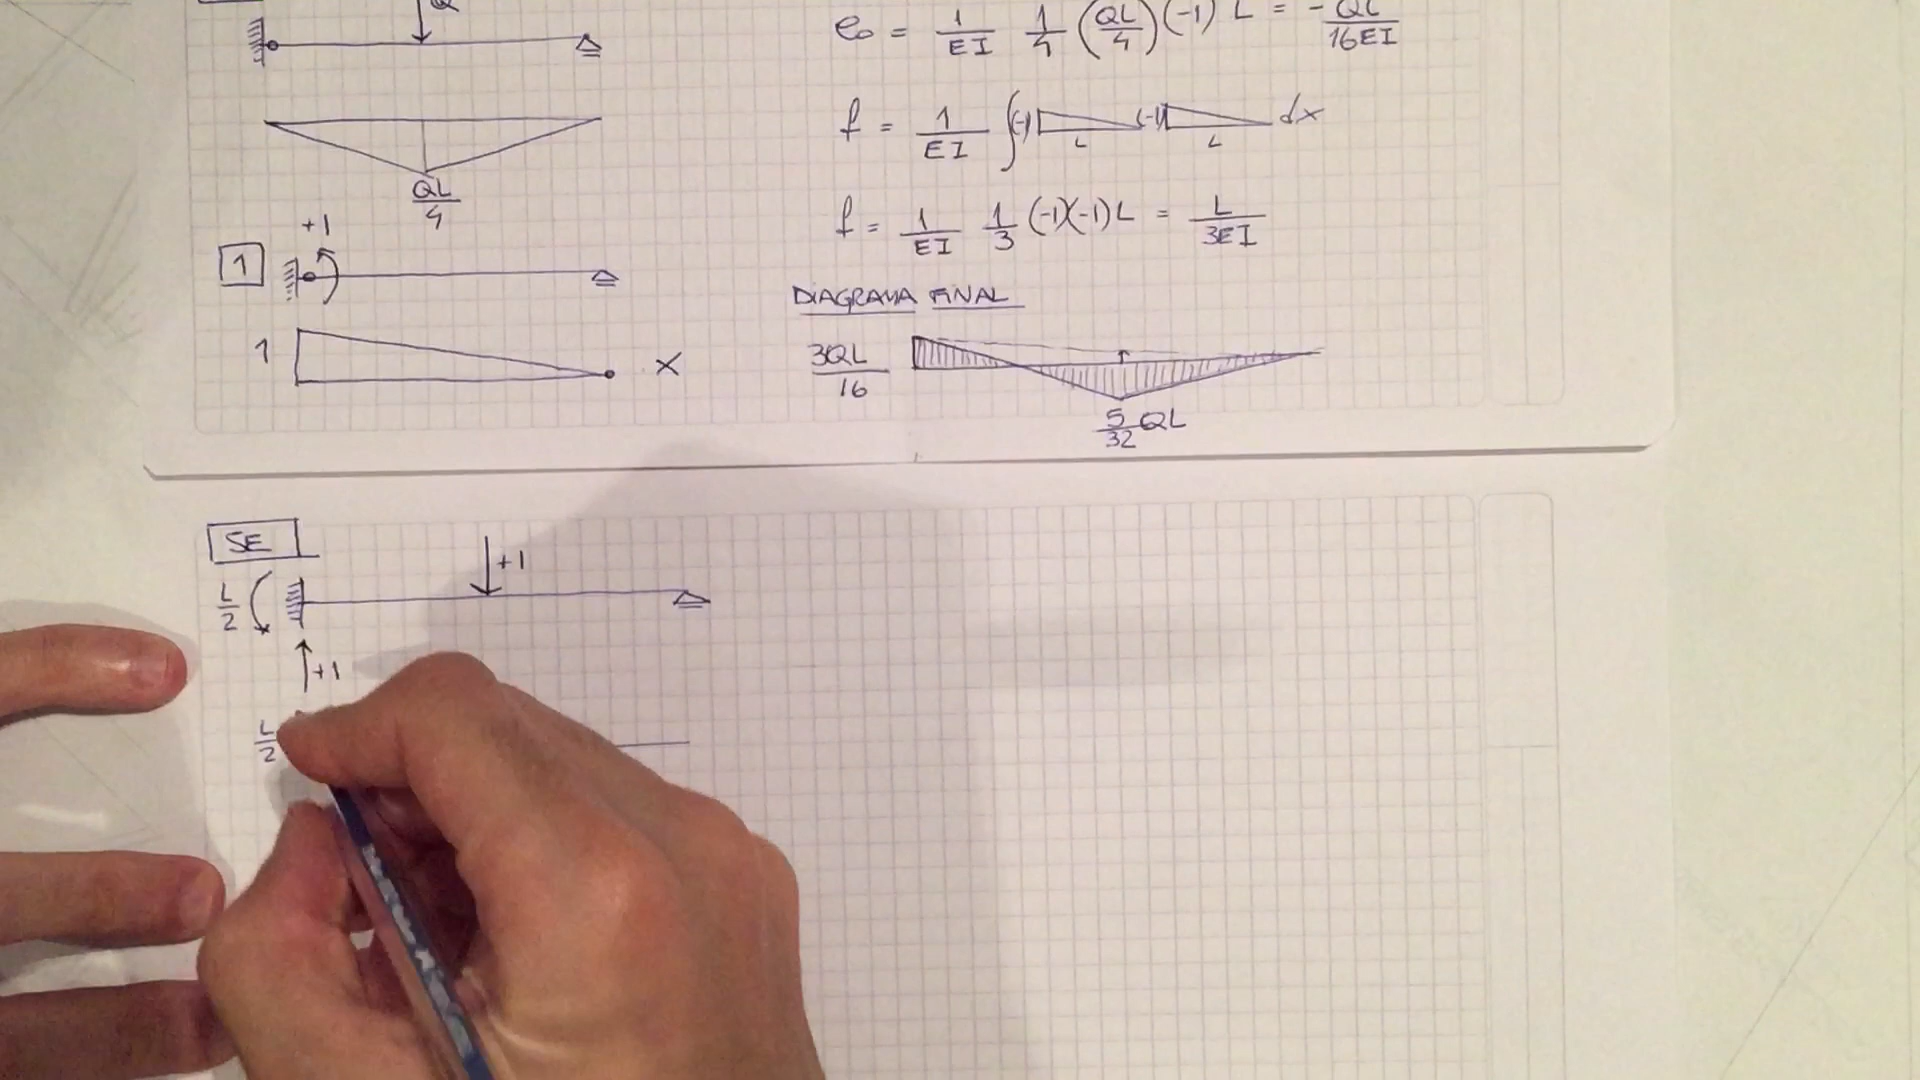 Q
QL/4
+1
1
1
X
e₀ = 1/EI 1/4 (QL/4)(-1) L = - QL/16EI
f = 1/EI ∫(-1) L (-1) L dx
f = 1/EI 1/3 (-1)(-1) L = L/3EI
DIAGRAMA FINAL
3QL/16
5/32 QL
SE
+1
L/2
+1
L/2